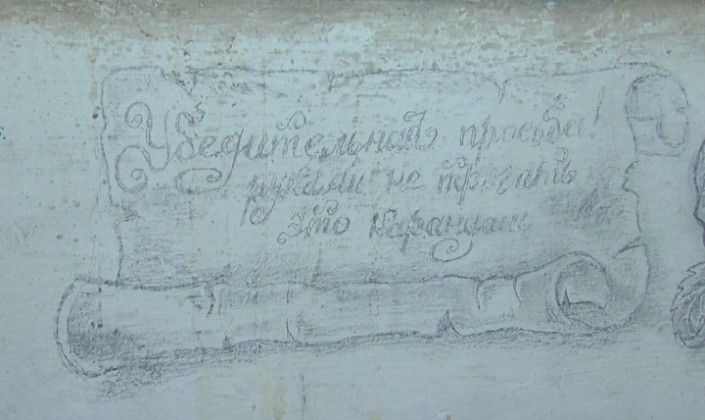 Убедительная просьба!
руками не трогать
это карандаш